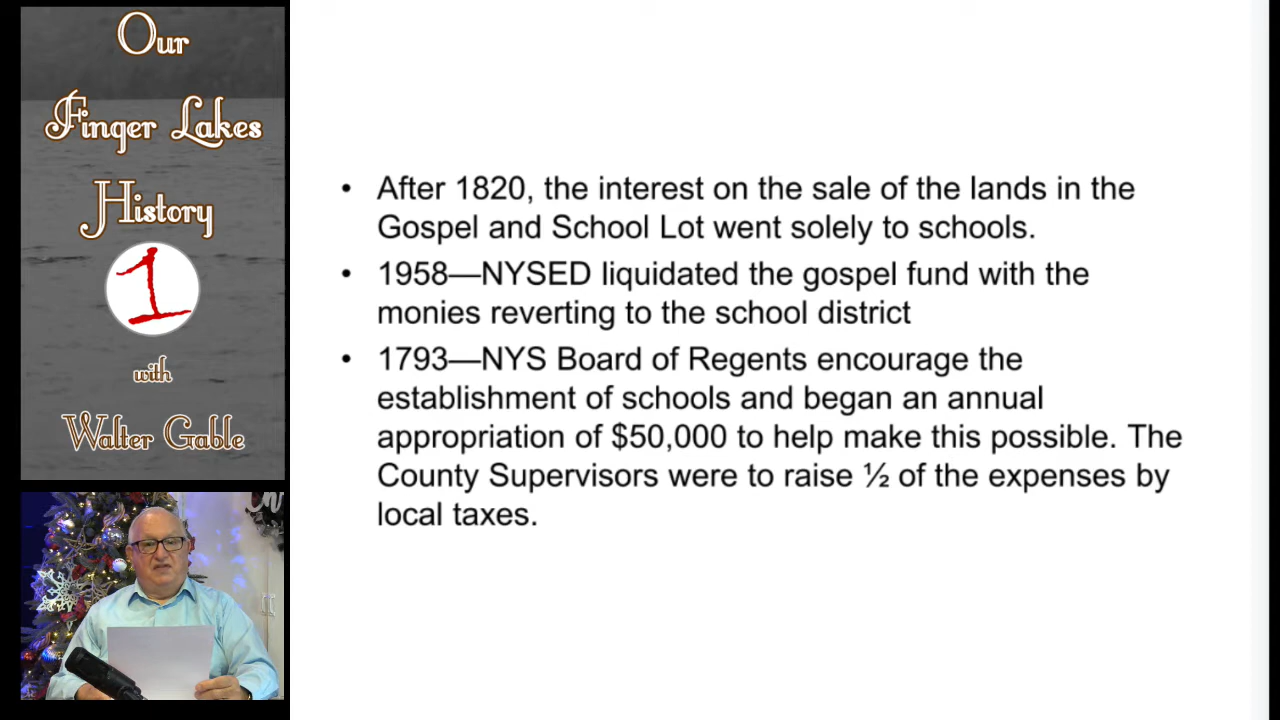 Our
Finger Lakes
History
1
with
Walter Gable
• After 1820, the interest on the sale of the lands in the
Gospel and School Lot went solely to schools.
• 1958—NYSED liquidated the gospel fund with the
monies reverting to the school district
• 1793—NYS Board of Regents encourage the
establishment of schools and began an annual
appropriation of $50,000 to help make this possible. The
County Supervisors were to raise ½ of the expenses by
local taxes.